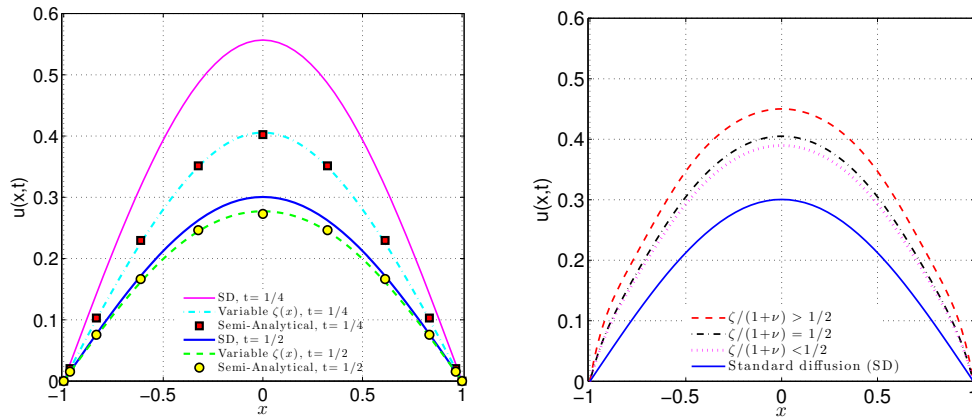 0.6
0.5
0.4
0.3
0.2
0.1
0
u(x,t)
SD, t= 1/4
Variable ζ(x), t= 1/4
Semi-Analytical, t= 1/4
SD, t= 1/2
Variable ζ(x), t= 1/2
Semi-Analytical, t= 1/2
−1
−0.5
0
0.5
1
x
0.6
0.5
0.4
0.3
0.2
0.1
0
u(x,t)
ζ/(1+ν) > 1/2
ζ/(1+ν) = 1/2
ζ/(1+ν) <1/2
Standard diffusion (SD)
−1
−0.5
0
0.5
1
x